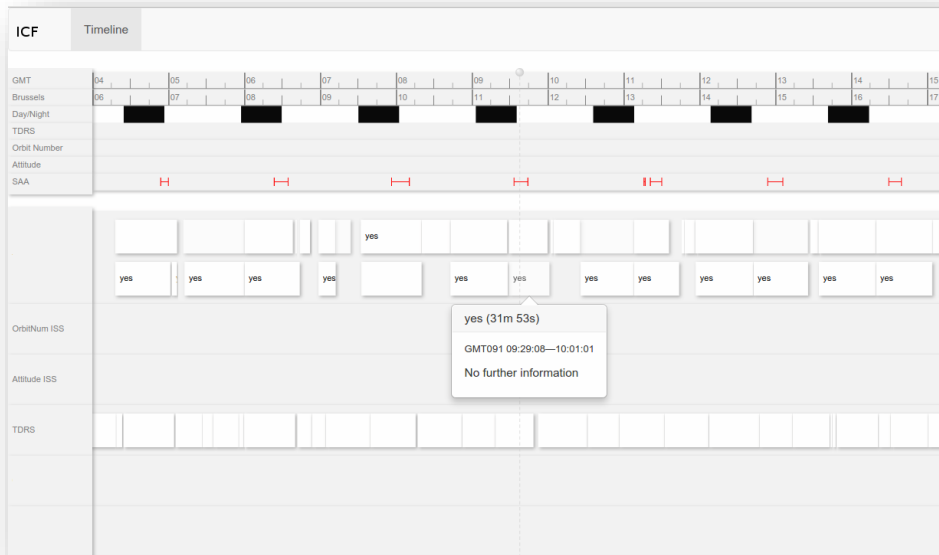 ICF Timeline
GMT 04 05 06 07 08 09 10 11 12 13 14 15
Brussels 06 07 08 09 10 11 12 13 14 15 16 17
Day/Night
TDRS
Orbit Number
Attitude
SAA
yes
yes yes yes yes yes yes yes yes yes yes yes yes
yes (31m 53s)
GMT091 09:29:08—10:01:01
No further information
OrbitNum ISS
Attitude ISS
TDRS